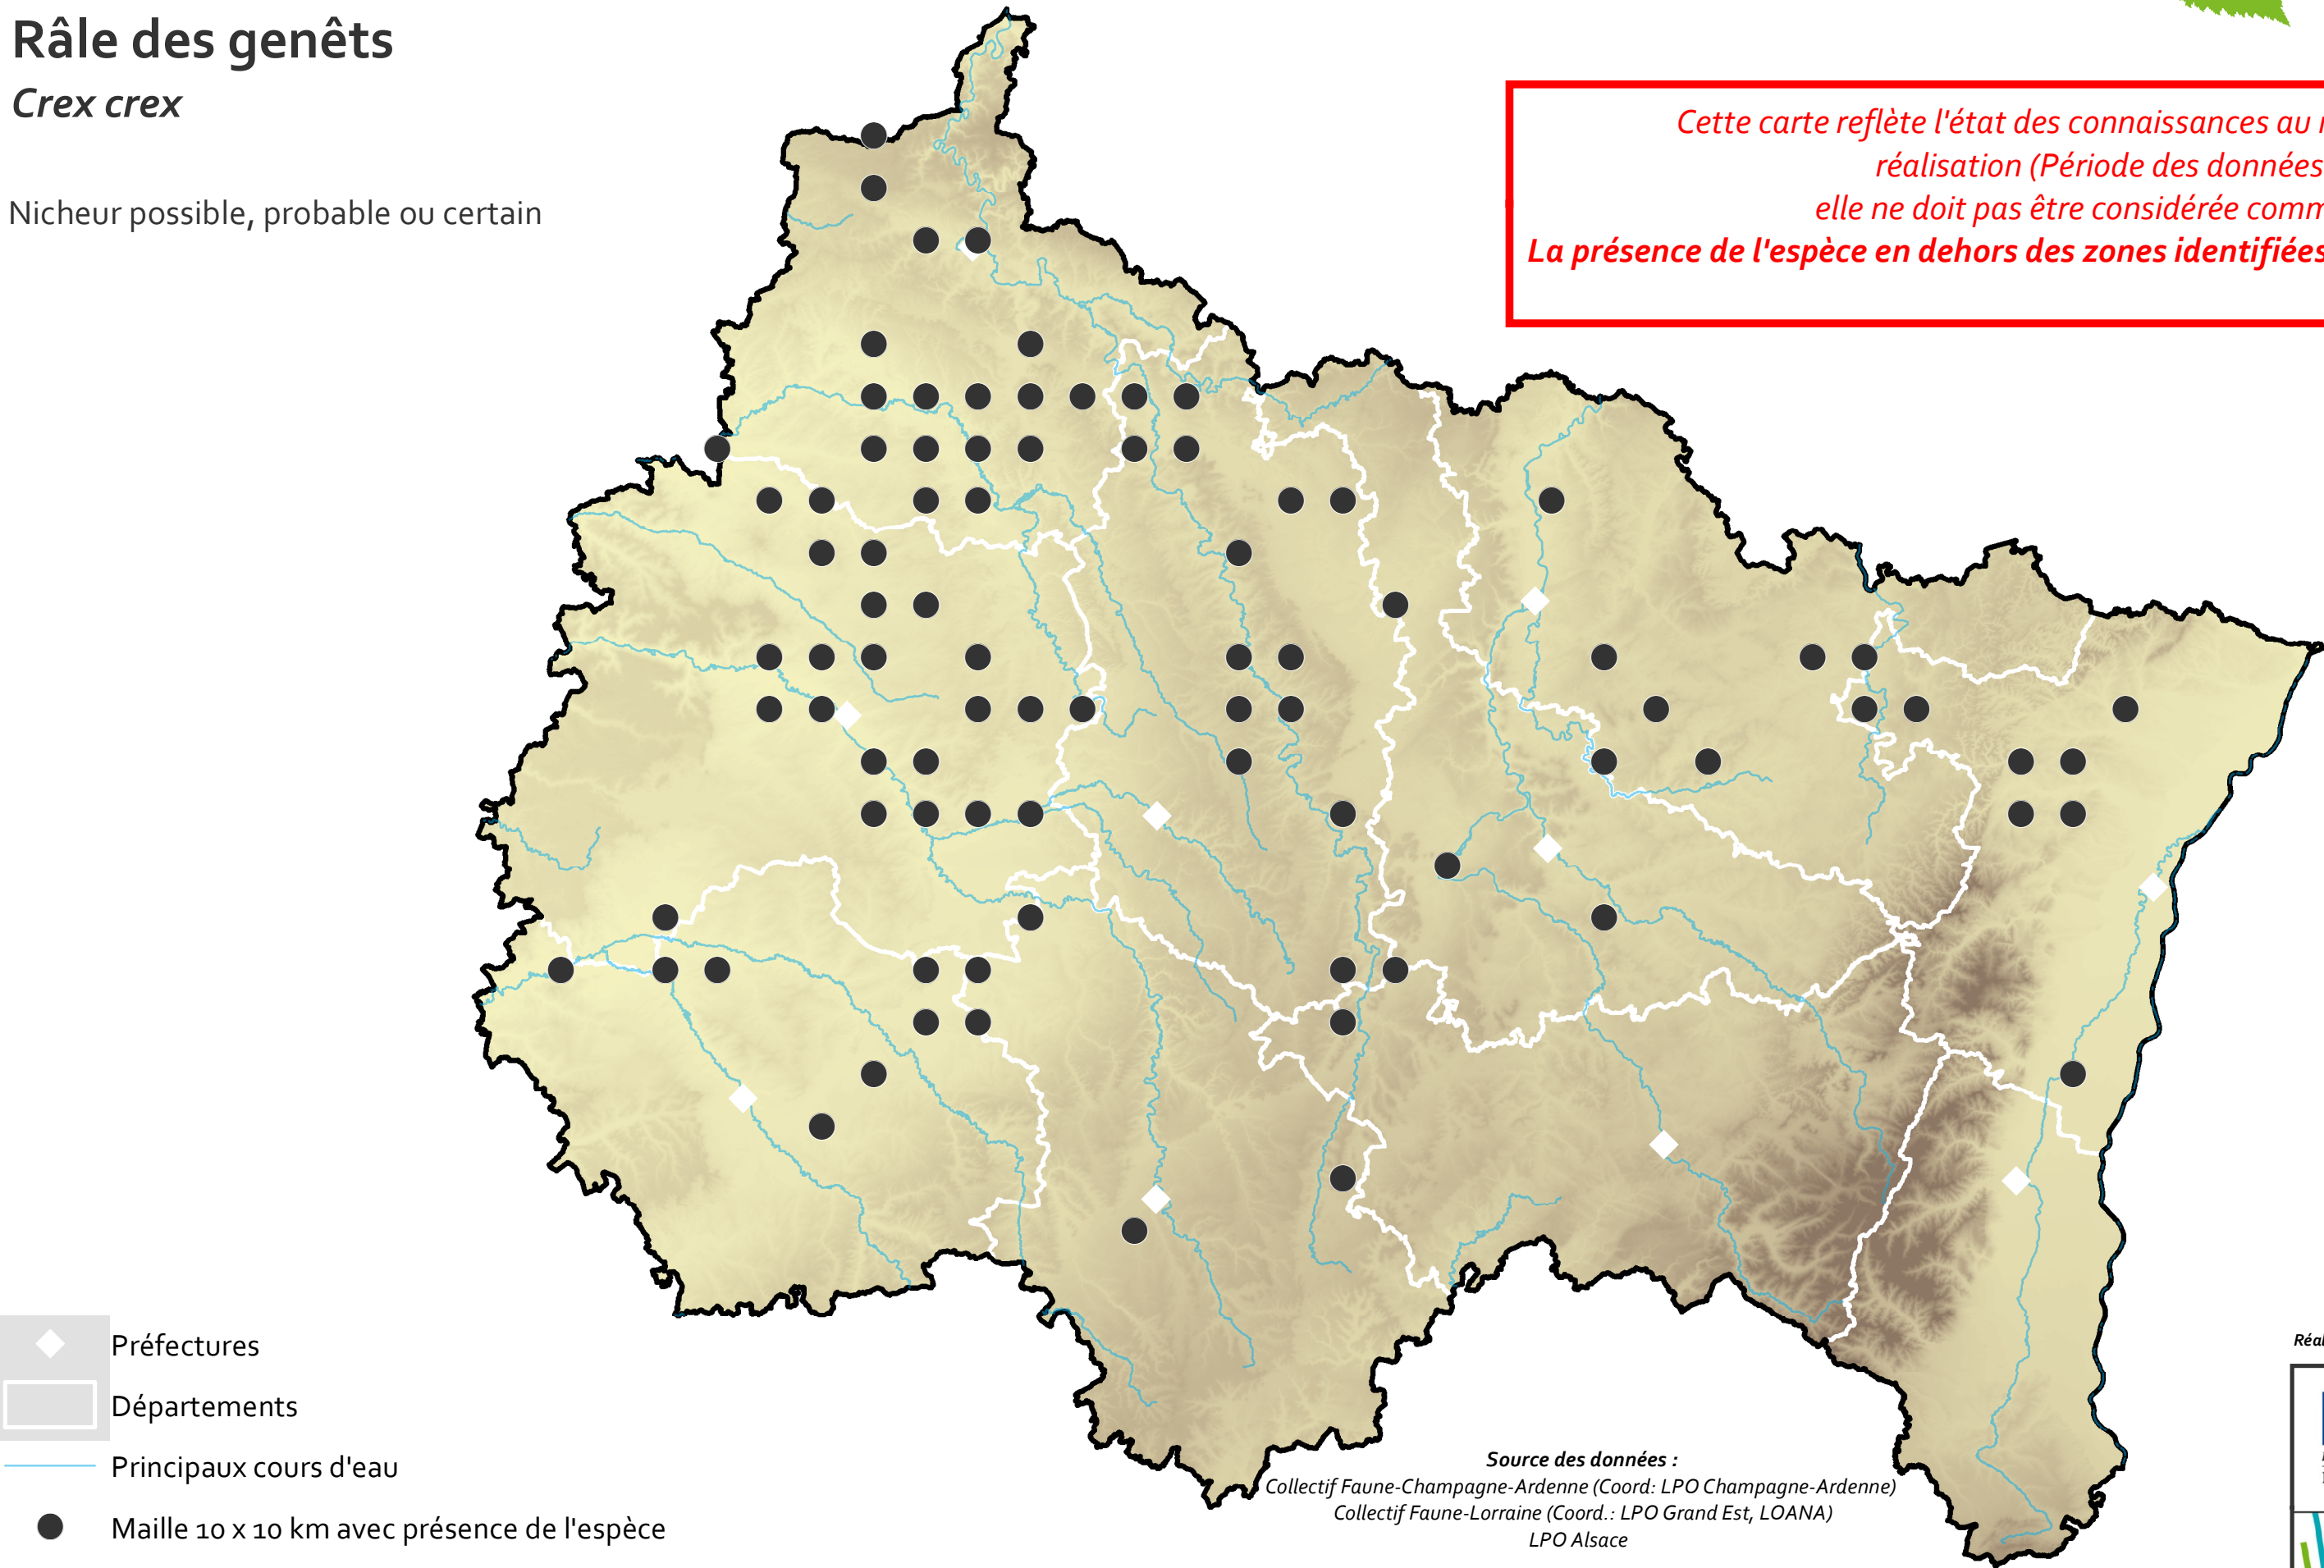 Râle des genêts
Crex crex
Nicheur possible, probable ou certain
Cette carte reflète l'état des connaissances au
réalisation (Période des données
elle ne doit pas être considérée comm
La présence de l'espèce en dehors des zones identifiées
Préfectures
Départements
Principaux cours d'eau
Maille 10 x 10 km avec présence de l'espèce
Source des données :
Collectif Faune-Champagne-Ardenne (Coord: LPO Champagne-Ardenne)
Collectif Faune-Lorraine (Coord.: LPO Grand Est, LOANA)
LPO Alsace
Réal